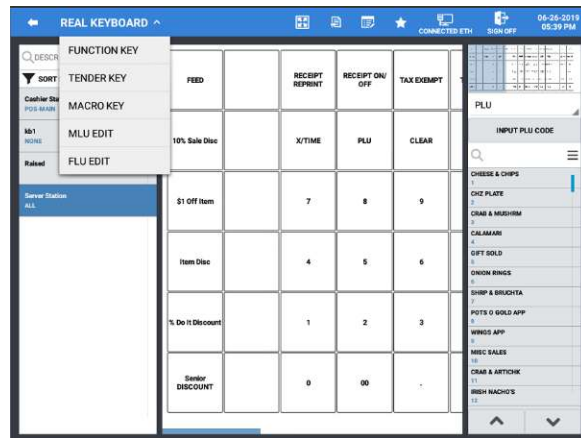 REAL KEYBOARD
CONNECTED ETH
SIGN OFF
06-26-2019
05:39 PM
FUNCTION KEY
TENDER KEY
MACRO KEY
MLU EDIT
FLU EDIT
DESCR
SORT
Cashier Sta
POS-MAIN
kb1
NONE
Raised
Server Station
ALL
FEED
RECEIPT
REPRINT
RECEIPT ON/
OFF
TAX EXEMPT
10% Sale Disc
X/TIME
PLU
CLEAR
$1 Off Item
7
8
9
Item Disc
4
5
6
% Do It Discount
1
2
3
Senior
DISCOUNT
0
00
.
PLU
INPUT PLU CODE
CHEESE & CHIPS
1
CHZ PLATE
2
CRAB & MUSHRM
3
CALAMARI
4
GIFT SOLD
5
ONION RINGS
6
SHRP & BRUCHTA
7
POTS O GOLD APP
8
WINGS APP
9
MISC SALES
10
CRAB & ARTICHK
11
IRISH NACHO'S
12